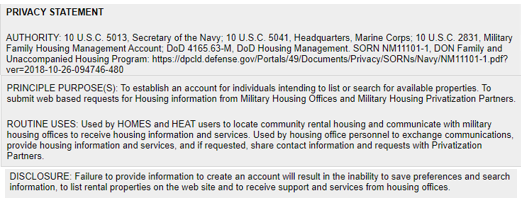 PRIVACY STATEMENT
AUTHORITY: 10 U.S.C. 5013, Secretary of the Navy; 10 U.S.C. 5041, Headquarters, Marine Corps; 10 U.S.C. 2831, Military
Family Housing Management Account; DoD 4165.63-M, DoD Housing Management. SORN NM11101-1, DON Family and
Unaccompanied Housing Program: https://dpcld.defense.gov/Portals/49/Documents/Privacy/SORNs/Navy/NM11101-1.pdf?
ver=2018-10-26-094746-480
PRINCIPLE PURPOSE(S): To establish an account for individuals intending to list or search for available properties. To
submit web based requests for Housing information from Military Housing Offices and Military Housing Privatization Partners.
ROUTINE USES: Used by HOMES and HEAT users to locate community rental housing and communicate with military
housing offices to receive housing information and services. Used by housing office personnel to exchange communications,
provide housing information and services, and if requested, share contact information and requests with Privatization
Partners.
DISCLOSURE: Failure to provide information to create an account will result in the inability to save preferences and search
information, to list rental properties on the web site and to receive support and services from housing offices.